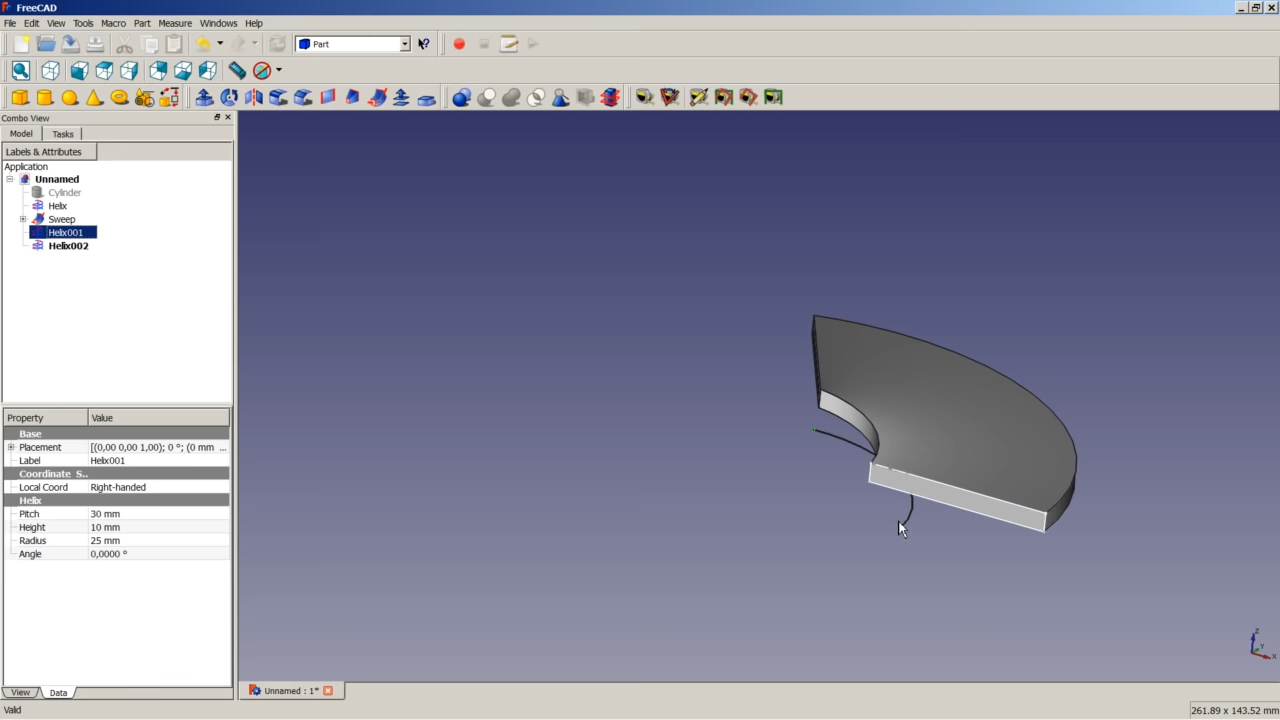 FreeCAD
File Edit View Tools Macro Part Measure Windows Help
Part
Combo View
Model Tasks
Labels & Attributes
Application
Unnamed
Cylinder
Helix
Sweep
Helix001
Helix002
Property Value
Base
Placement [(0,00 0,00 1,00); 0 °; (0 mm ...
Label Helix001
Coordinate S..
Local Coord Right-handed
Helix
Pitch 30 mm
Height 10 mm
Radius 25 mm
Angle 0,0000 °
z
y
x
View Data
Unnamed : 1*
Valid
261.89 x 143.52 mm